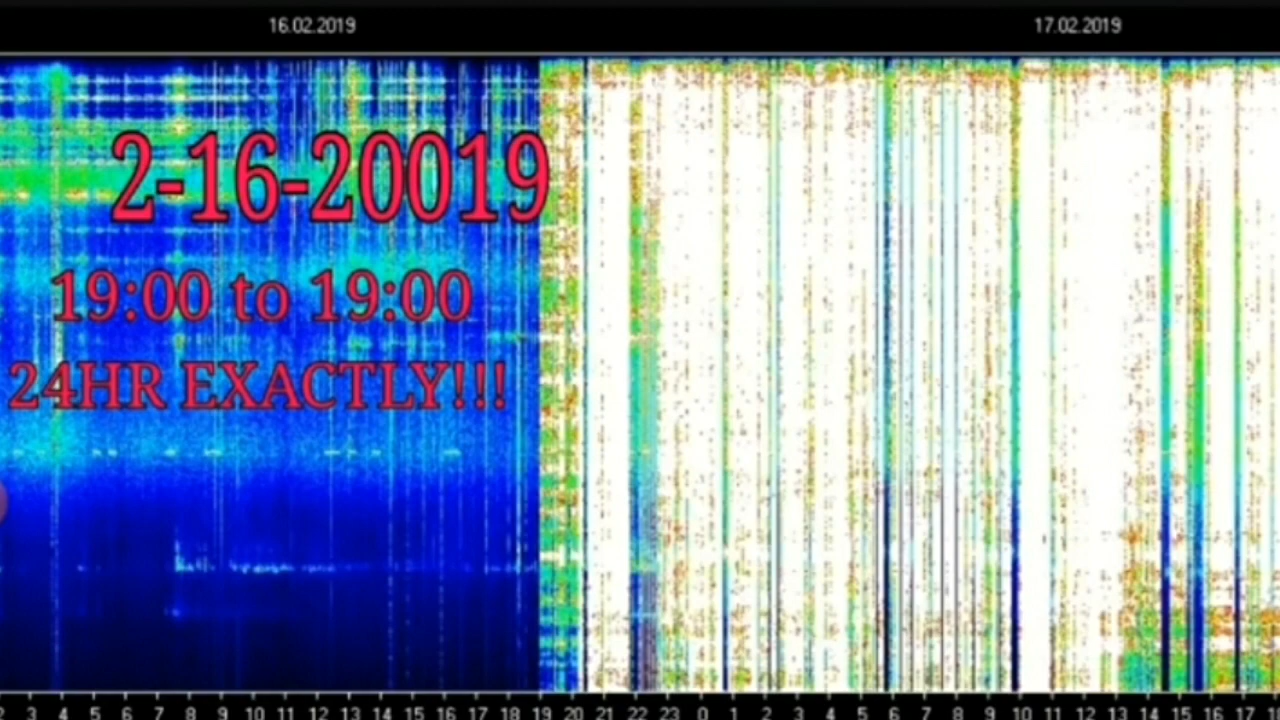 16.02.2019 17.02.2019
2-16-20019
19:00 to 19:00
24HR EXACTLY!!!
2 3 4 5 6 7 8 9 10 11 12 13 14 15 16 17 18 19 20 21 22 23 0 1 2 3 4 5 6 7 8 9 10 11 12 13 14 15 16 17